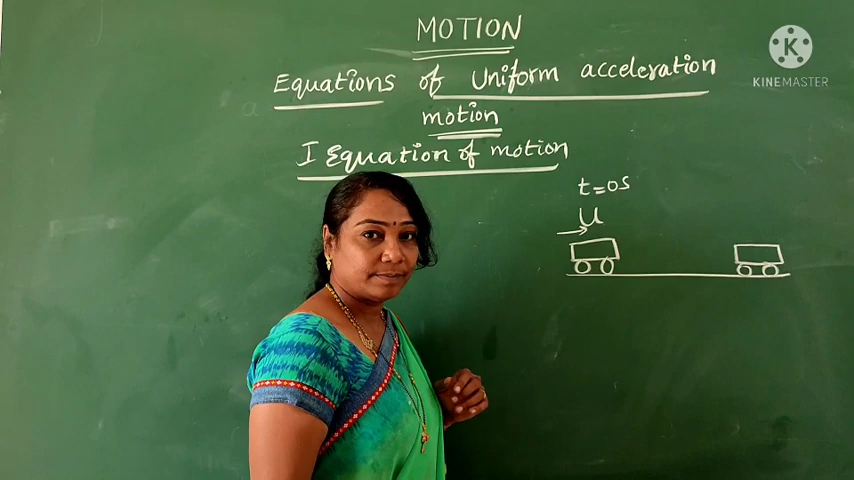 MOTION
Equations of Uniform acceleration
motion
I Equation of motion
t=0s
u
K
KINEMASTER